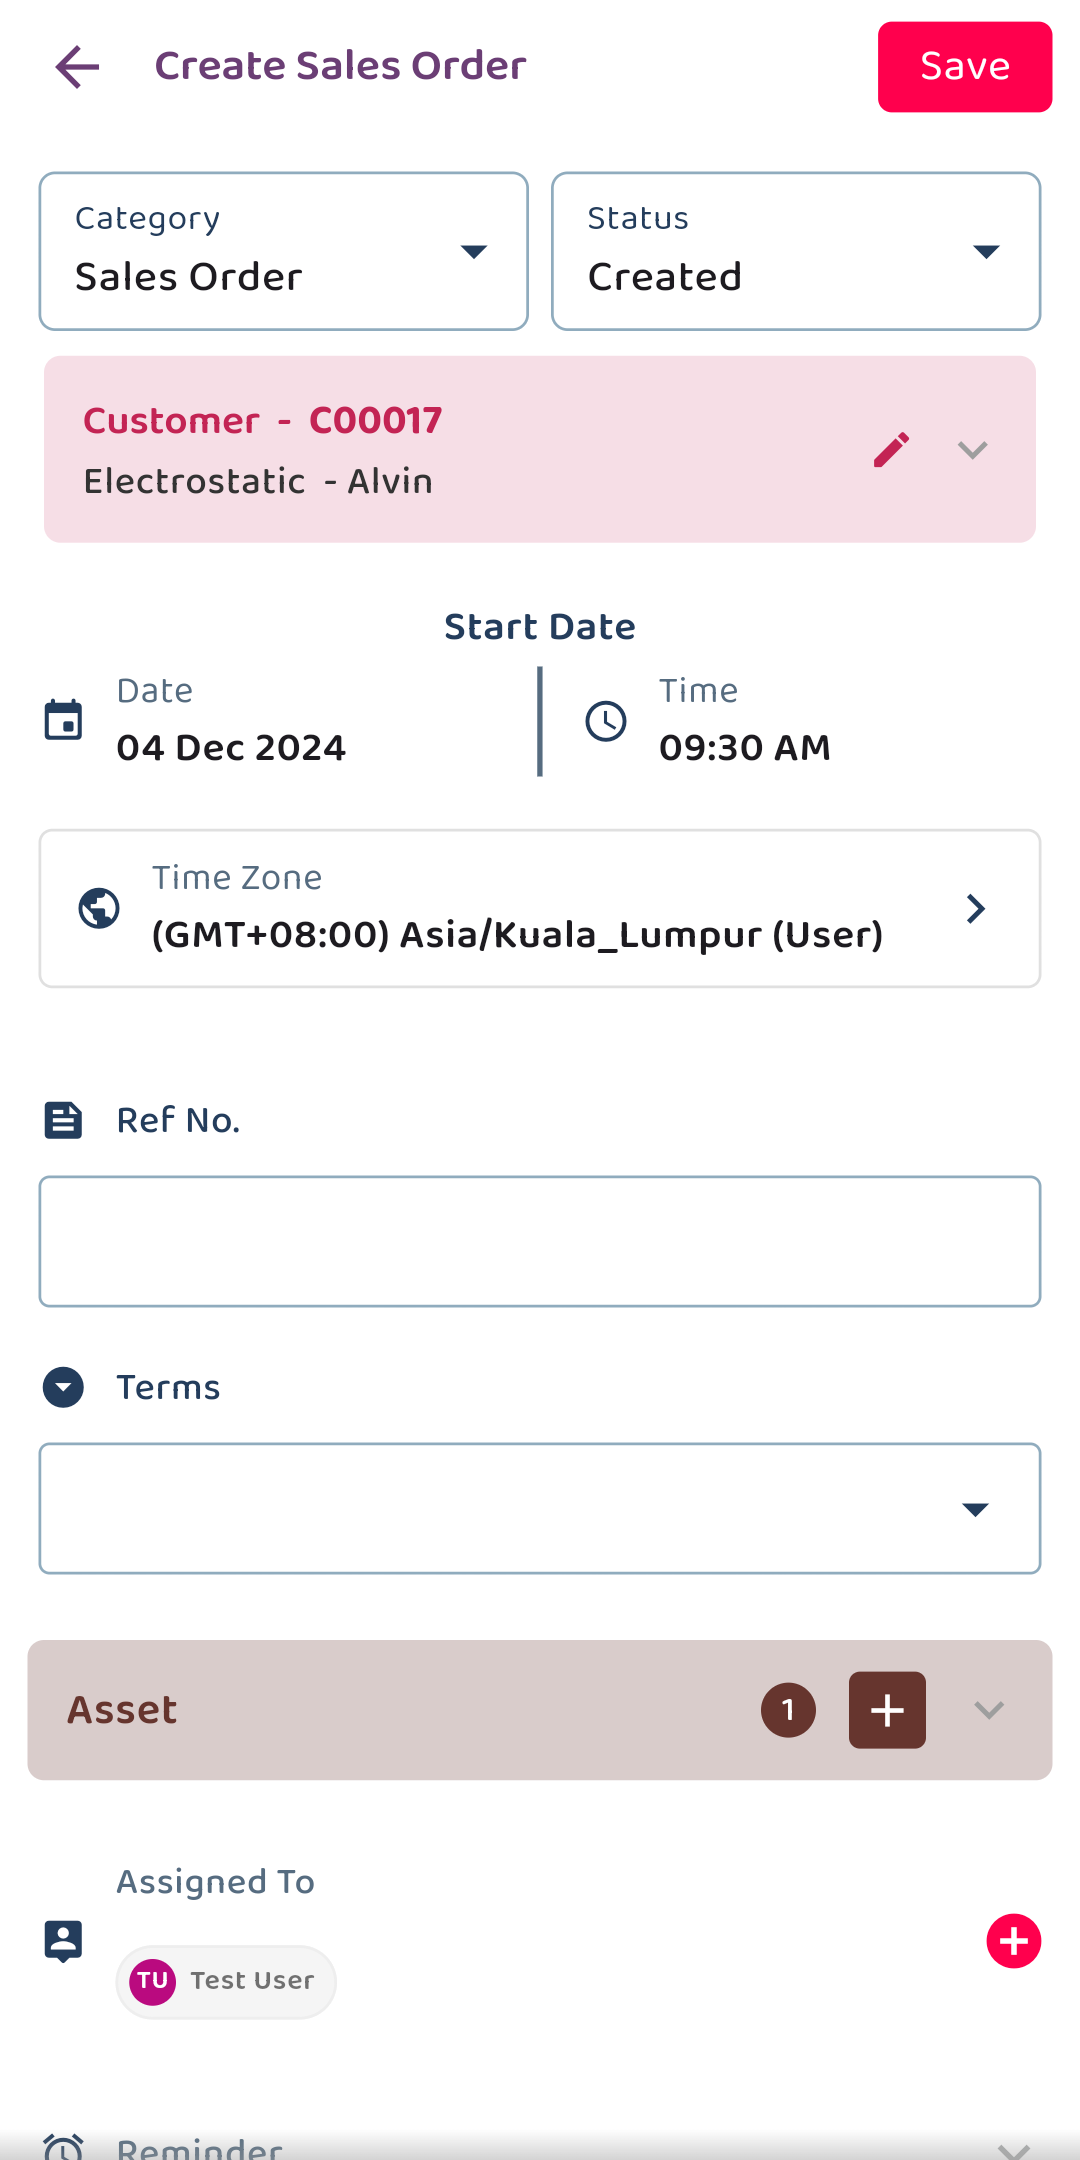 Create Sales Order
Save
Category
Sales Order
Status
Created
Customer - C00017
Electrostatic - Alvin
Start Date
Date
04 Dec 2024
Time
09:30 AM
Time Zone
(GMT+08:00) Asia/Kuala_Lumpur (User)
Ref No.
Terms
Asset
1
Assigned To
TU
Test User
Reminder